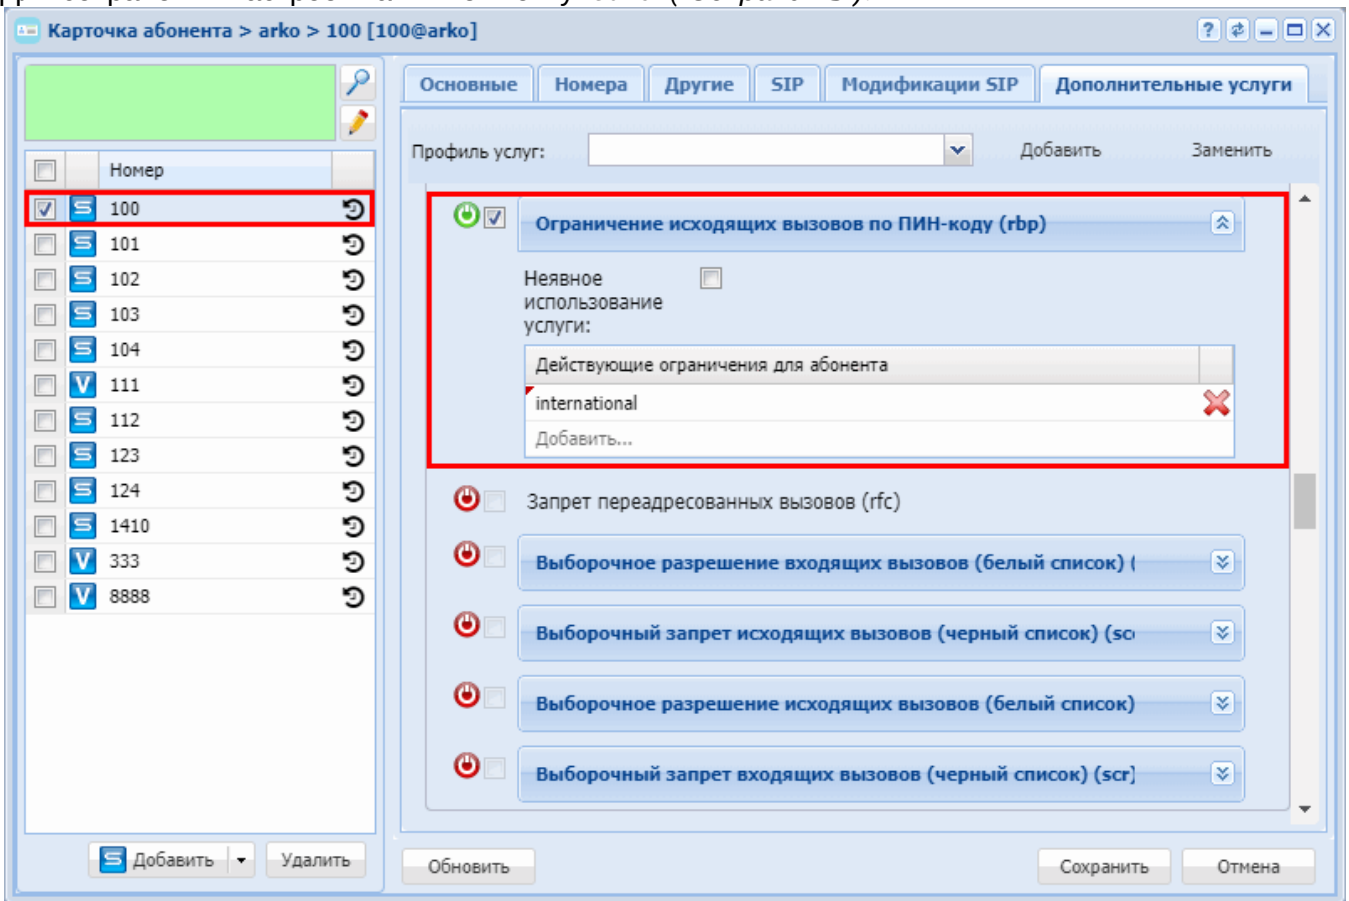 Карточка абонента > arko > 100 [100@arko]
Основные
Номера
Другие
SIP
Модификации SIP
Дополнительные услуги
Профиль услуг:
Добавить
Заменить
Номер
100
101
102
103
104
111
112
123
124
1410
333
8888
Ограничение исходящих вызовов по ПИН-коду (rbp)
Неявное
использование
услуги:
Действующие ограничения для абонента
international
Добавить...
Запрет переадресованных вызовов (rfc)
Выборочное разрешение входящих вызовов (белый список) (
Выборочный запрет исходящих вызовов (черный список) (sc
Выборочное разрешение исходящих вызовов (белый список)
Выборочный запрет входящих вызовов (черный список) (scr)
Добавить
Удалить
Обновить
Сохранить
Отмена